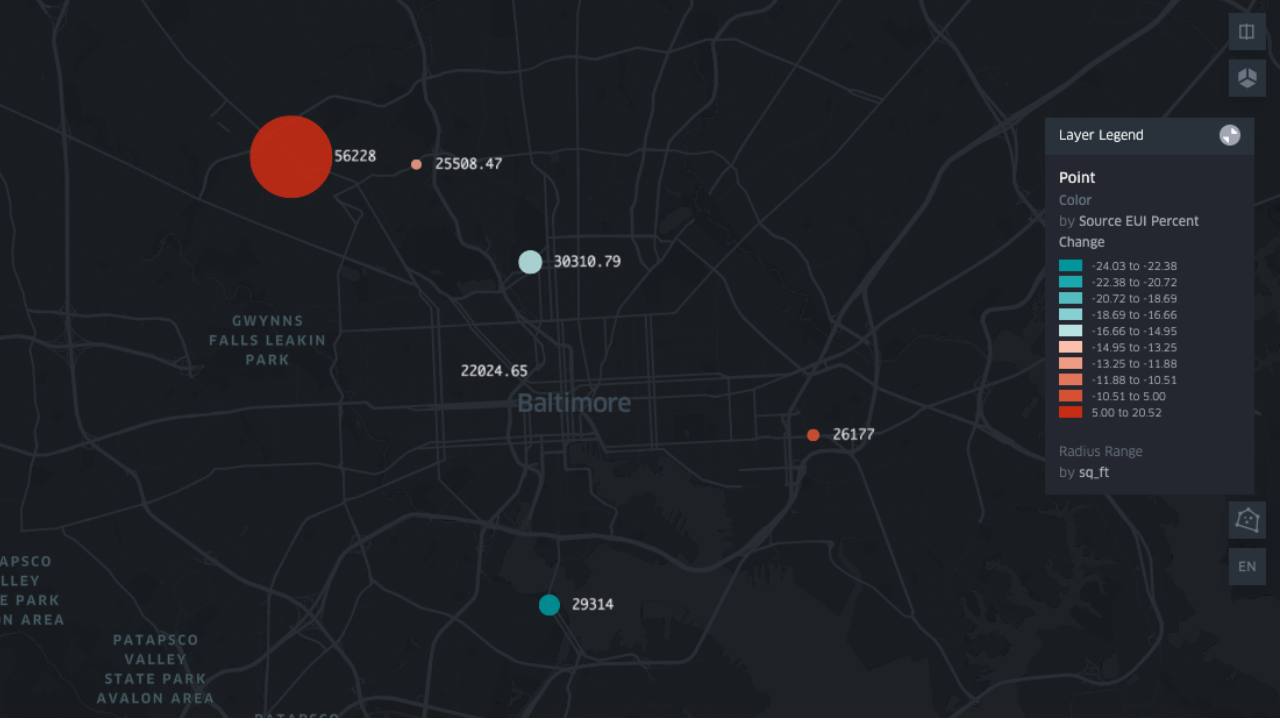 56228
25508.47
30310.79
GWYNNS
FALLS LEAKIN
PARK
22024.65
Baltimore
26177
29314
APSCO
LLEY
E PARK
N AREA
PATAPSCO
VALLEY
STATE PARK
AVALON AREA
PATAPSCO
Layer Legend
Point
Color
by Source EUI Percent
Change
-24.03 to -22.38
-22.38 to -20.72
-20.72 to -18.69
-18.69 to -16.66
-16.66 to -14.95
-14.95 to -13.25
-13.25 to -11.88
-11.88 to -10.51
-10.51 to 5.00
5.00 to 20.52
Radius Range
by sq_ft
EN